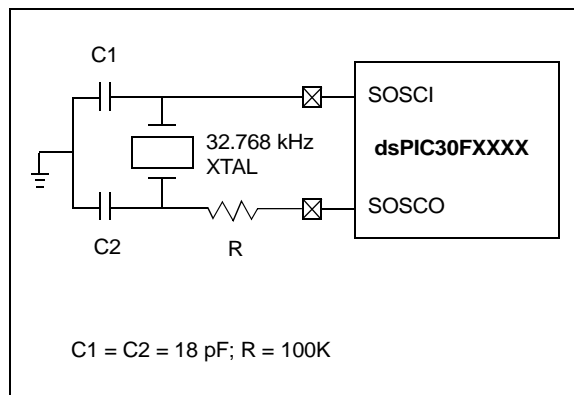 C1
SOSCI
32.768 kHz
XTAL
dsPIC30FXXXX
SOSCO
C2
R
C1 = C2 = 18 pF; R = 100K